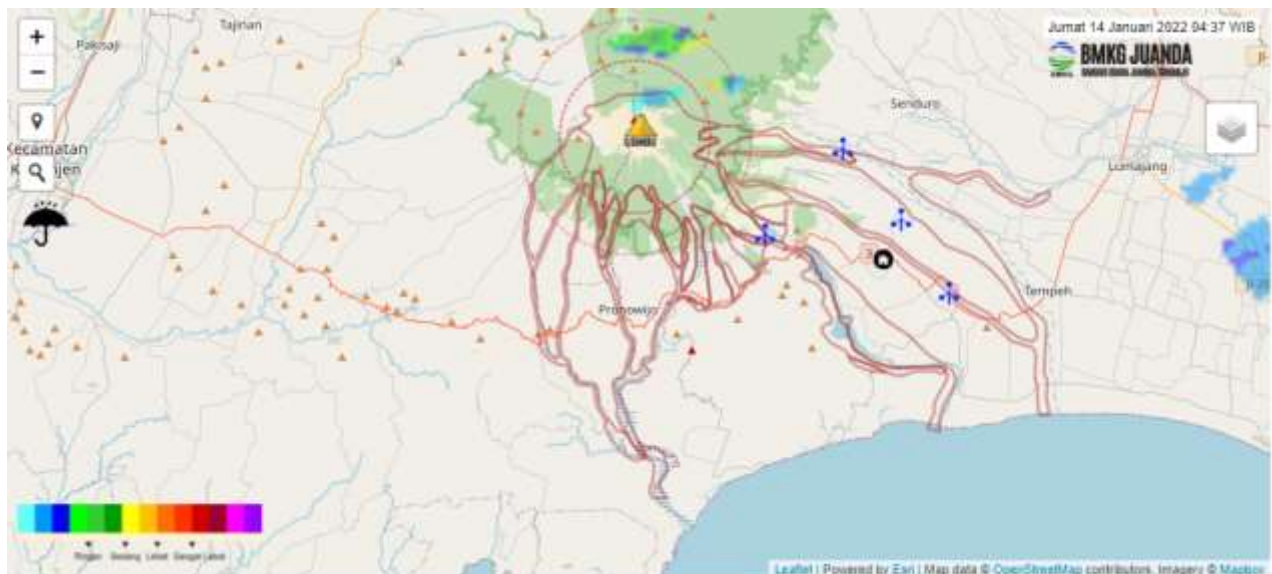 Jumat 14 Januari 2022 04:37 WIB
BMKG JUANDA
Tajinan
Pakisaji
Senduro
Kecamatan
Lumajang
SEMERU
Tempeh
Pronowijo
Ringan Sedang Lebat Sangat Lebat
Leaflet | Powered by Esri | Map data © OpenStreetMap contributors, Imagery © Mapbox